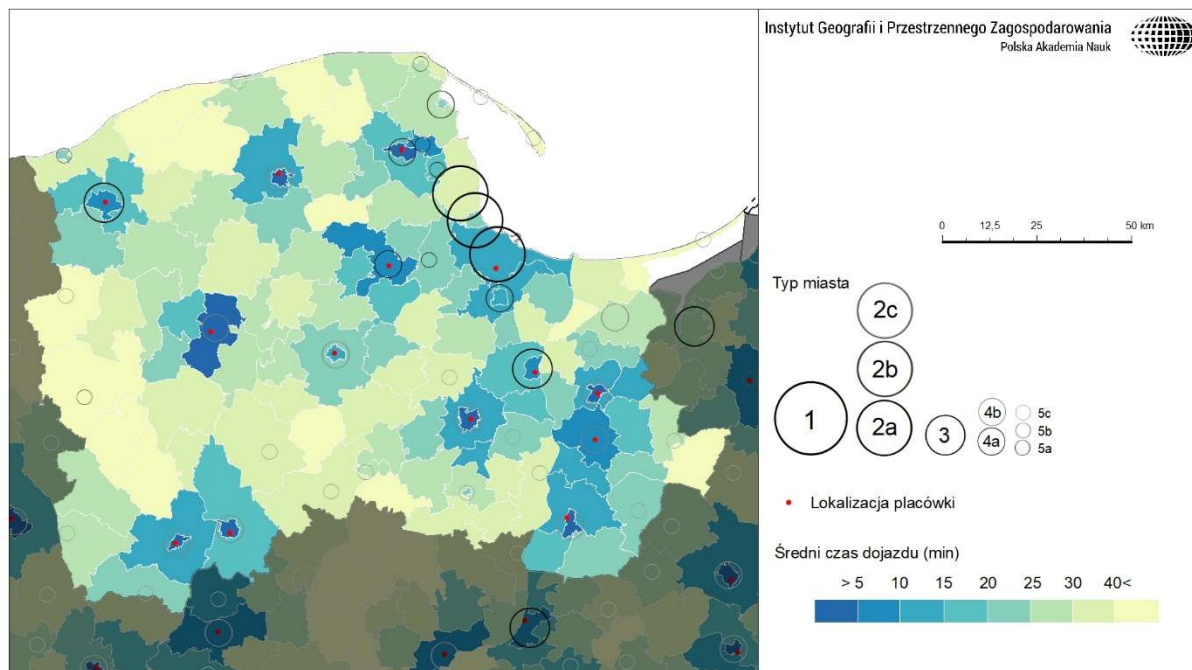 Instytut Geografii i Przestrzennego Zagospodarowania
Polska Akademia Nauk
0 12,5 25 50 km
Typ miasta
2c
2b
1 2a 3 4b 4a 5c 5b 5a
Lokalizacja placówki
Średni czas dojazdu (min)
> 5 10 15 20 25 30 40<